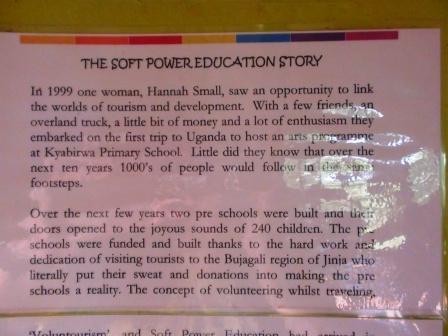 THE SOFT POWER EDUCATION STORY
In 1999 one woman, Hannah Small, saw an opportunity to link
the worlds of tourism and development. With a few friends, an
overland truck, a little bit of money and a lot of enthusiasm they
embarked on the first trip to Uganda to host an arts programme
at Kyabirwa Primary School. Little did they know that over the
next ten years 1000's of people would follow in the same
footsteps.
Over the next few years two pre schools were built and their
doors opened to the joyous sounds of 240 children. The pre
schools were funded and built thanks to the hard work and
dedication of visiting tourists to the Bujagali region of Jinja who
literally put their sweat and donations into making the pre
schools a reality. The concept of volunteering whilst traveling,
'Voluntourism' and Soft Power Education had arrived in